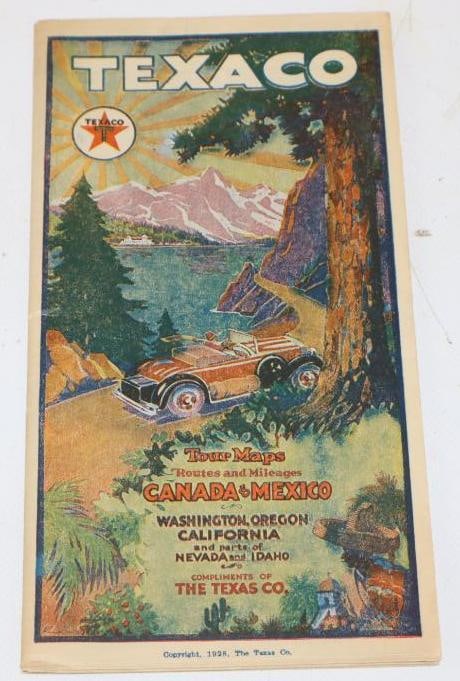 TEXACO
TEXACO
T
Tour Maps
Routes and Mileages
CANADA to MEXICO
WASHINGTON, OREGON
CALIFORNIA
and parts of
NEVADA and IDAHO
COMPLIMENTS OF
THE TEXAS CO.
Copyright, 1928, The Texas Co.